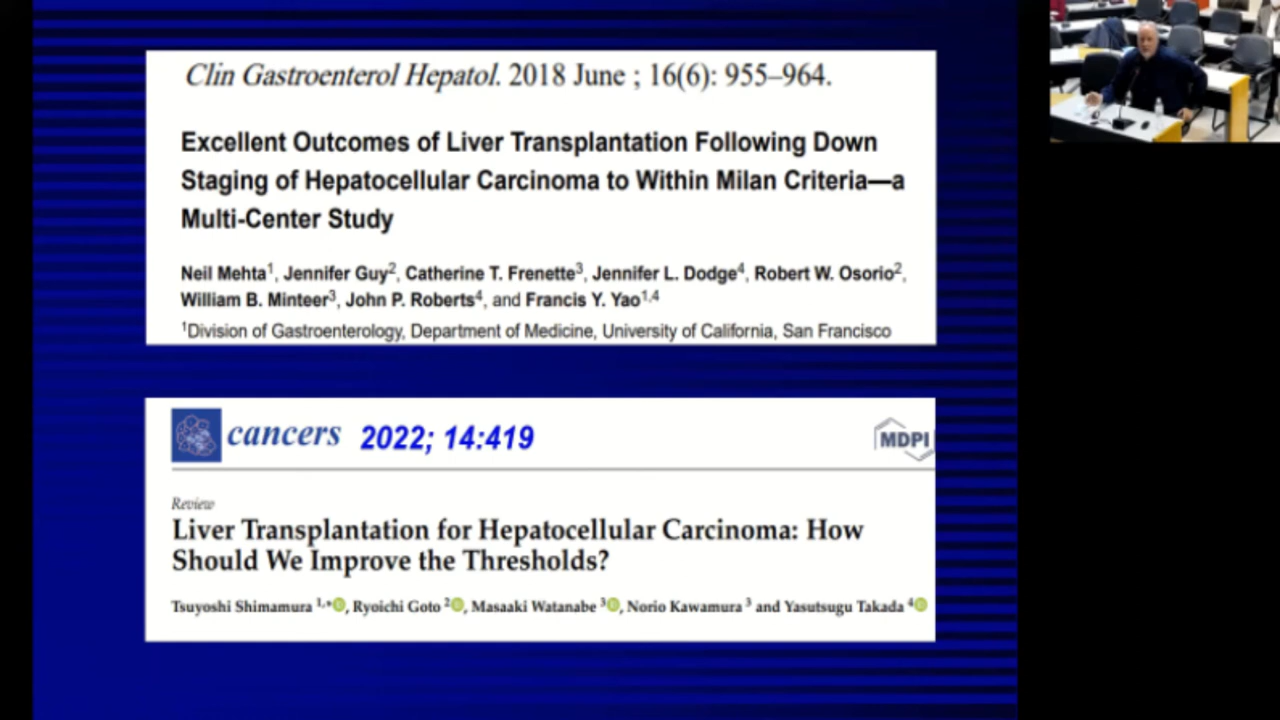 Clin Gastroenterol Hepatol. 2018 June ; 16(6): 955–964.
Excellent Outcomes of Liver Transplantation Following Down
Staging of Hepatocellular Carcinoma to Within Milan Criteria—a
Multi-Center Study
Neil Mehta1, Jennifer Guy2, Catherine T. Frenette3, Jennifer L. Dodge4, Robert W. Osorio2,
William B. Minteer3, John P. Roberts4, and Francis Y. Yao1,4
1Division of Gastroenterology, Department of Medicine, University of California, San Francisco
cancers 2022; 14:419
MDPI
Review
Liver Transplantation for Hepatocellular Carcinoma: How
Should We Improve the Thresholds?
Tsuyoshi Shimamura 1,*, Ryoichi Goto 2, Masaaki Watanabe 3, Norio Kawamura 3 and Yasutsugu Takada 4